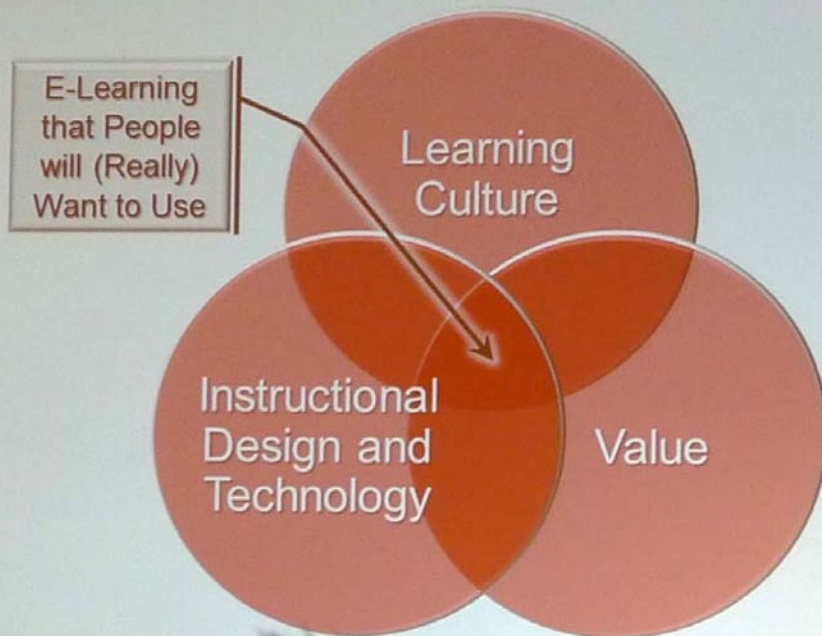 E-Learning
that People
will (Really)
Want to Use
Learning
Culture
Instructional
Design and
Technology
Value